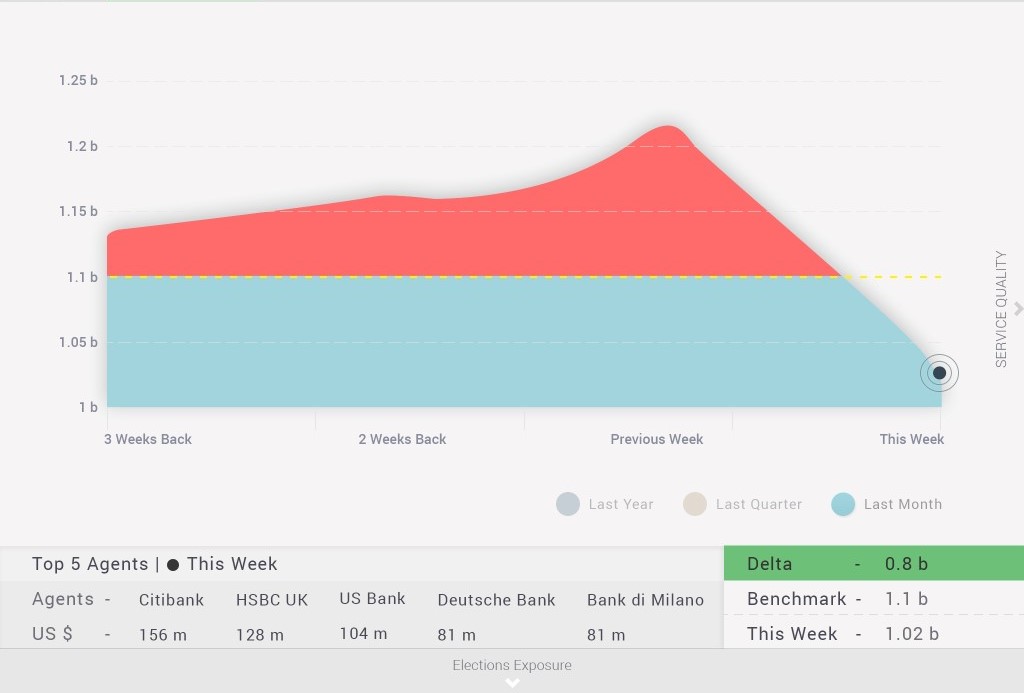 1.25 b
1.2 b
1.15 b
1.1 b
1.05 b
1 b
SERVICE QUALITY
3 Weeks Back 2 Weeks Back Previous Week This Week
Last Year Last Quarter Last Month
Top 5 Agents | ● This Week
Agents - Citibank HSBC UK US Bank Deutsche Bank Bank di Milano
US $ - 156 m 128 m 104 m 81 m 81 m
Delta - 0.8 b
Benchmark - 1.1 b
This Week - 1.02 b
Elections Exposure